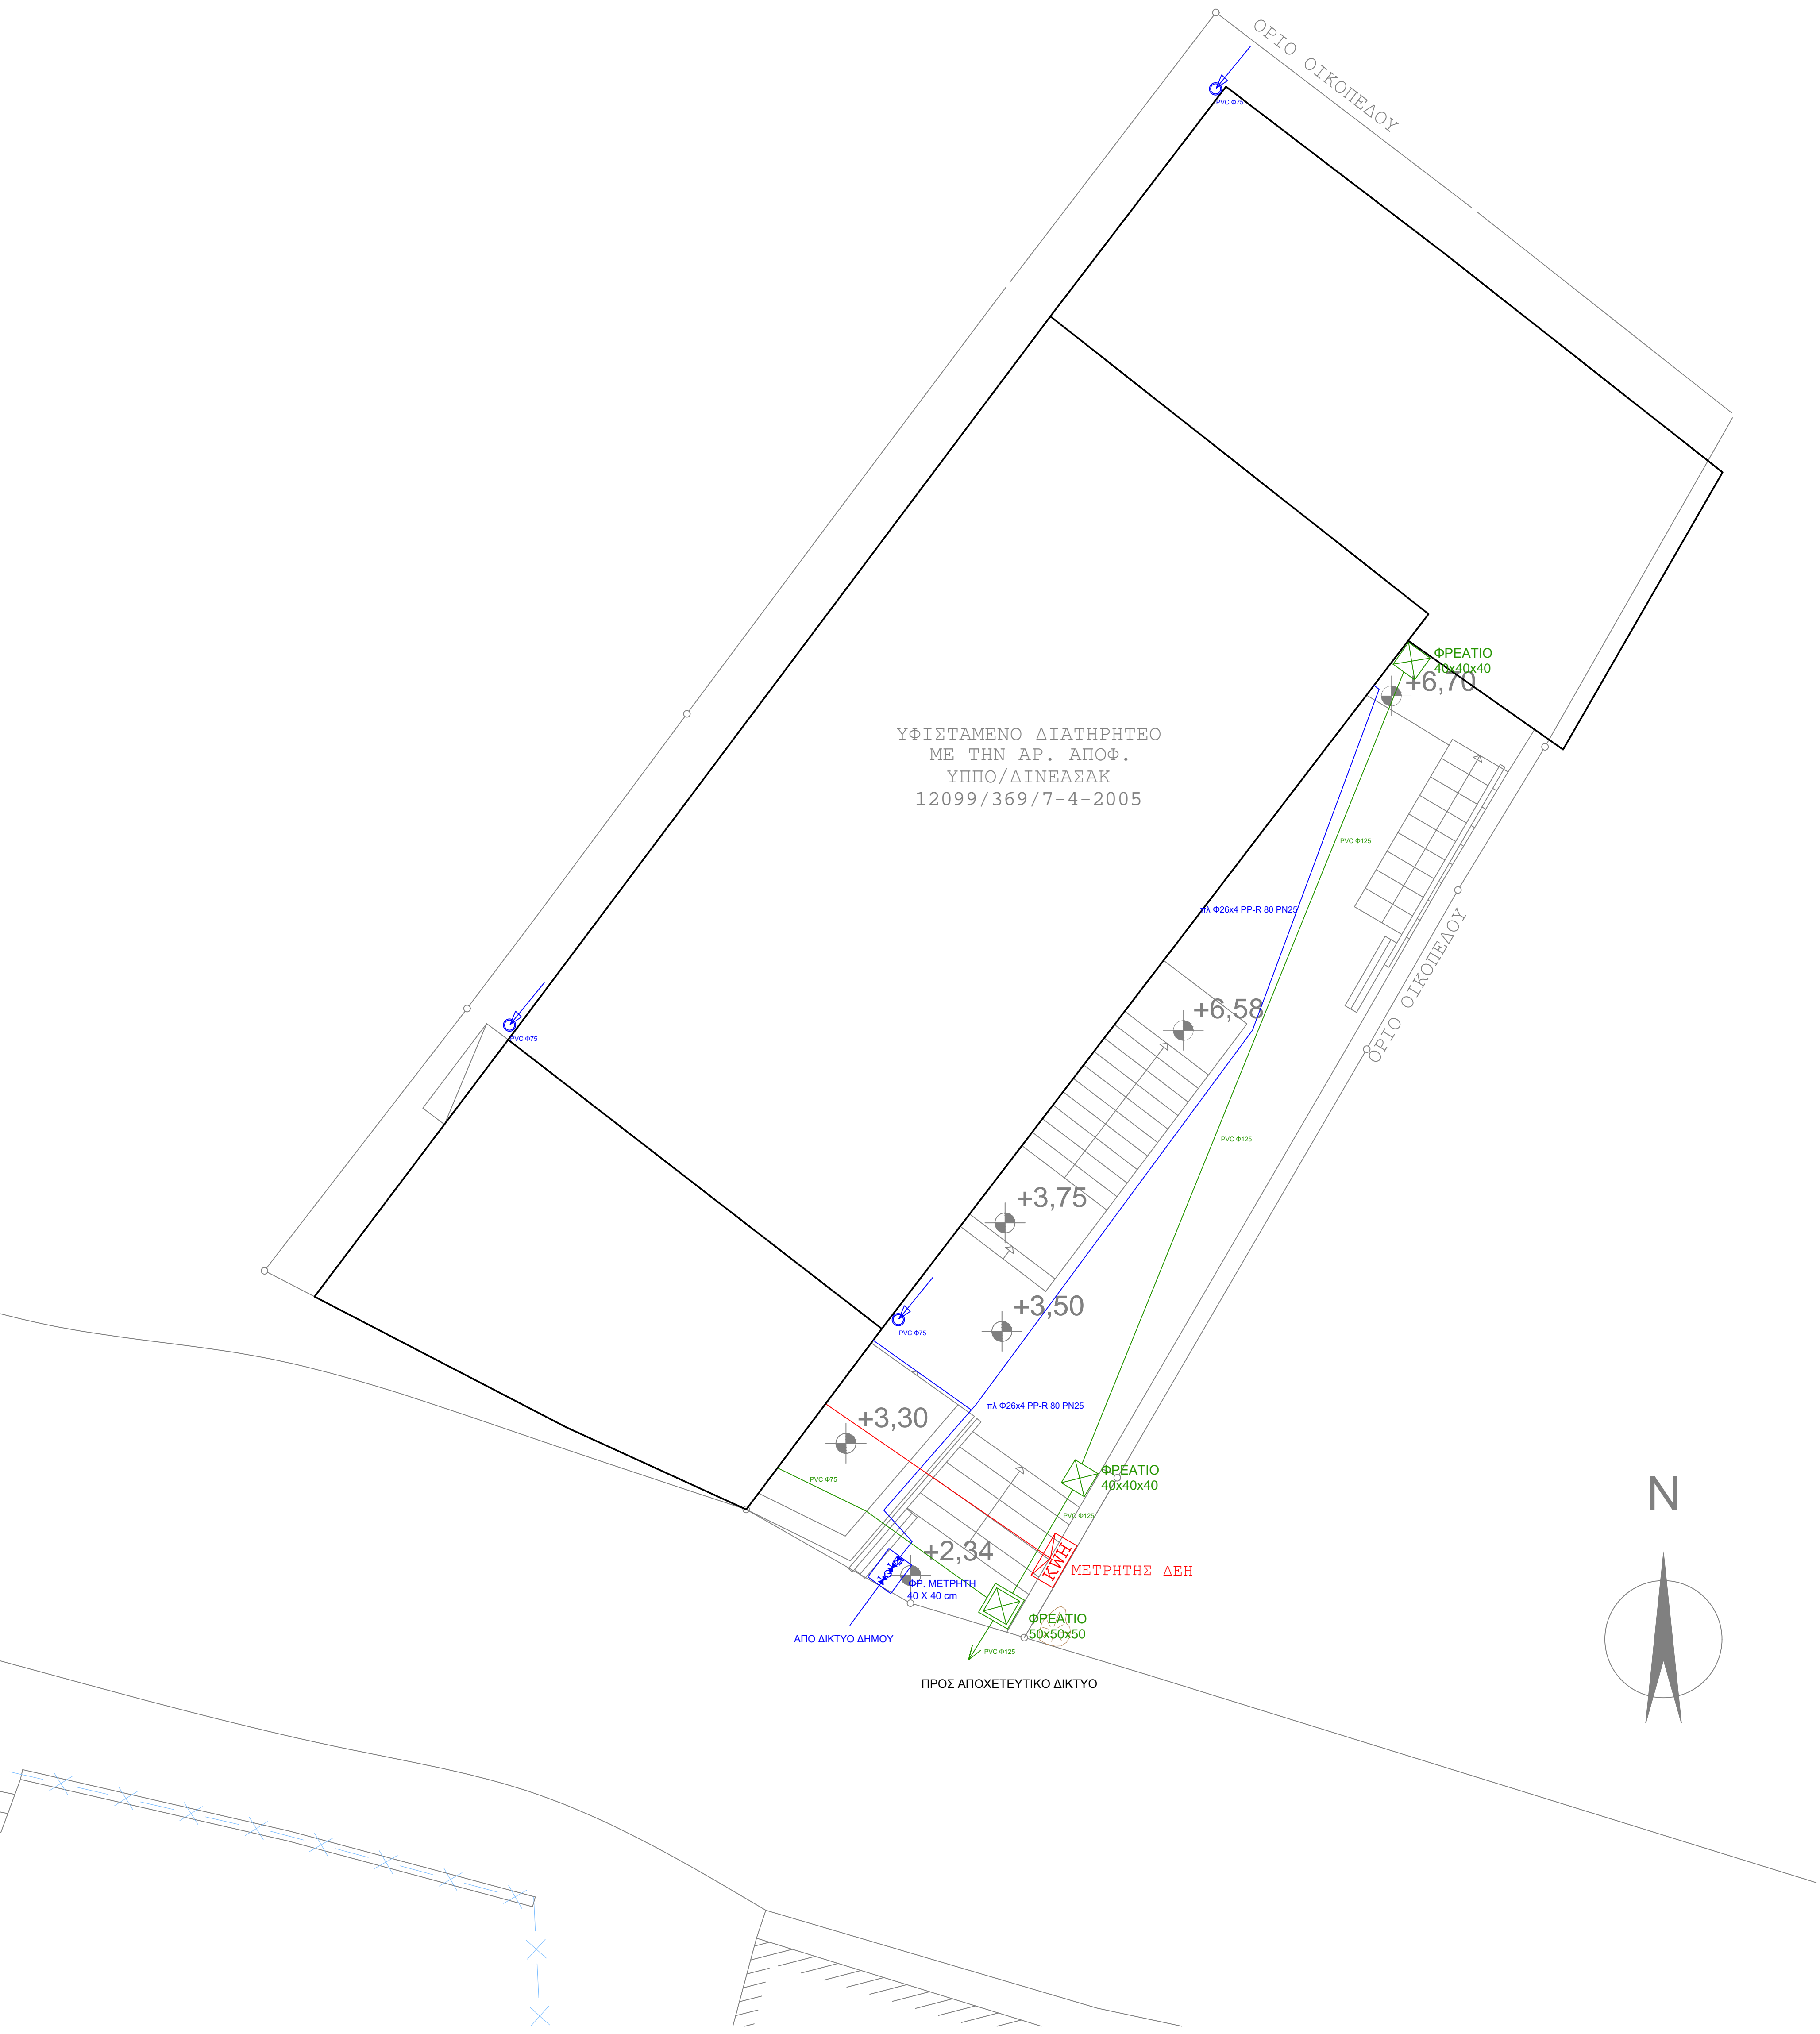 ΟΡΙΟ ΟΙΚΟΠΕΔΟΥ
PVC Φ75
ΦΡΕΑΤΙΟ
40x40x40
+6,70
ΥΦΙΣΤΑΜΕΝΟ ΔΙΑΤΗΡΗΤΕΟ
ΜΕ ΤΗΝ ΑΡ. ΑΠΟΦ.
ΥΠΠΟ/ΔΙΝΕΑΣΑΚ
12099/369/7-4-2005
PVC Φ125
πλ Φ26x4 PP-R 80 PN25
ΟΡΙΟ ΟΙΚΟΠΕΔΟΥ
+6,58
PVC Φ75
PVC Φ125
+3,75
+3,50
PVC Φ75
πλ Φ26x4 PP-R 80 PN25
+3,30
PVC Φ75
ΦΡΕΑΤΙΟ
40x40x40
PVC Φ125
+2,34
KWH
ΜΕΤΡΗΤΗΣ ΔΕΗ
ΦΡ. ΜΕΤΡΗΤΗ
40 X 40 cm
ΦΡΕΑΤΙΟ
50x50x50
ΑΠΟ ΔΙΚΤΥΟ ΔΗΜΟΥ
PVC Φ125
ΠΡΟΣ ΑΠΟΧΕΤΕΥΤΙΚΟ ΔΙΚΤΥΟ
N